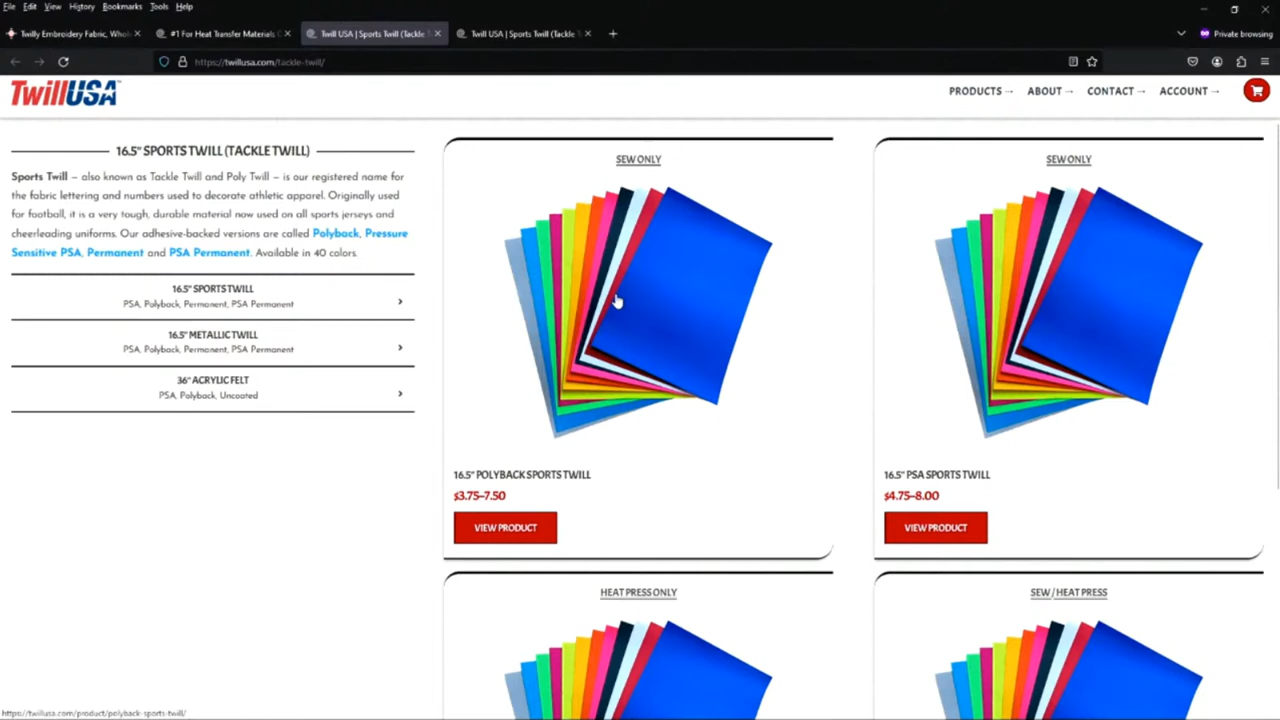 File Edit View History Bookmarks Tools Help
Twilly Embroidery Fabric, Whol
#1 For Heat Transfer Materials
Twill USA | Sports Twill (Tackle
Twill USA | Sports Twill (Tackle
Private browsing
https://twillusa.com/tackle-twill/
TwillUSA
PRODUCTS → ABOUT → CONTACT → ACCOUNT →
16.5" SPORTS TWILL (TACKLE TWILL)
Sports Twill – also known as Tackle Twill and Poly Twill – is our registered name for
the fabric lettering and numbers used to decorate athletic apparel. Originally used
for football, it is a very tough, durable material now used on all sports jerseys and
cheerleading uniforms. Our adhesive-backed versions are called Polyback, Pressure
Sensitive PSA, Permanent and PSA Permanent. Available in 40 colors.
16.5" SPORTS TWILL
PSA, Polyback, Permanent, PSA Permanent
16.5" METALLIC TWILL
PSA, Polyback, Permanent, PSA Permanent
36" ACRYLIC FELT
PSA, Polyback, Uncoated
SEW ONLY
16.5" POLYBACK SPORTS TWILL
$3.75–7.50
VIEW PRODUCT
SEW ONLY
16.5" PSA SPORTS TWILL
$4.75–8.00
VIEW PRODUCT
HEAT PRESS ONLY
SEW / HEAT PRESS
https://twillusa.com/product/polyback-sports-twill/